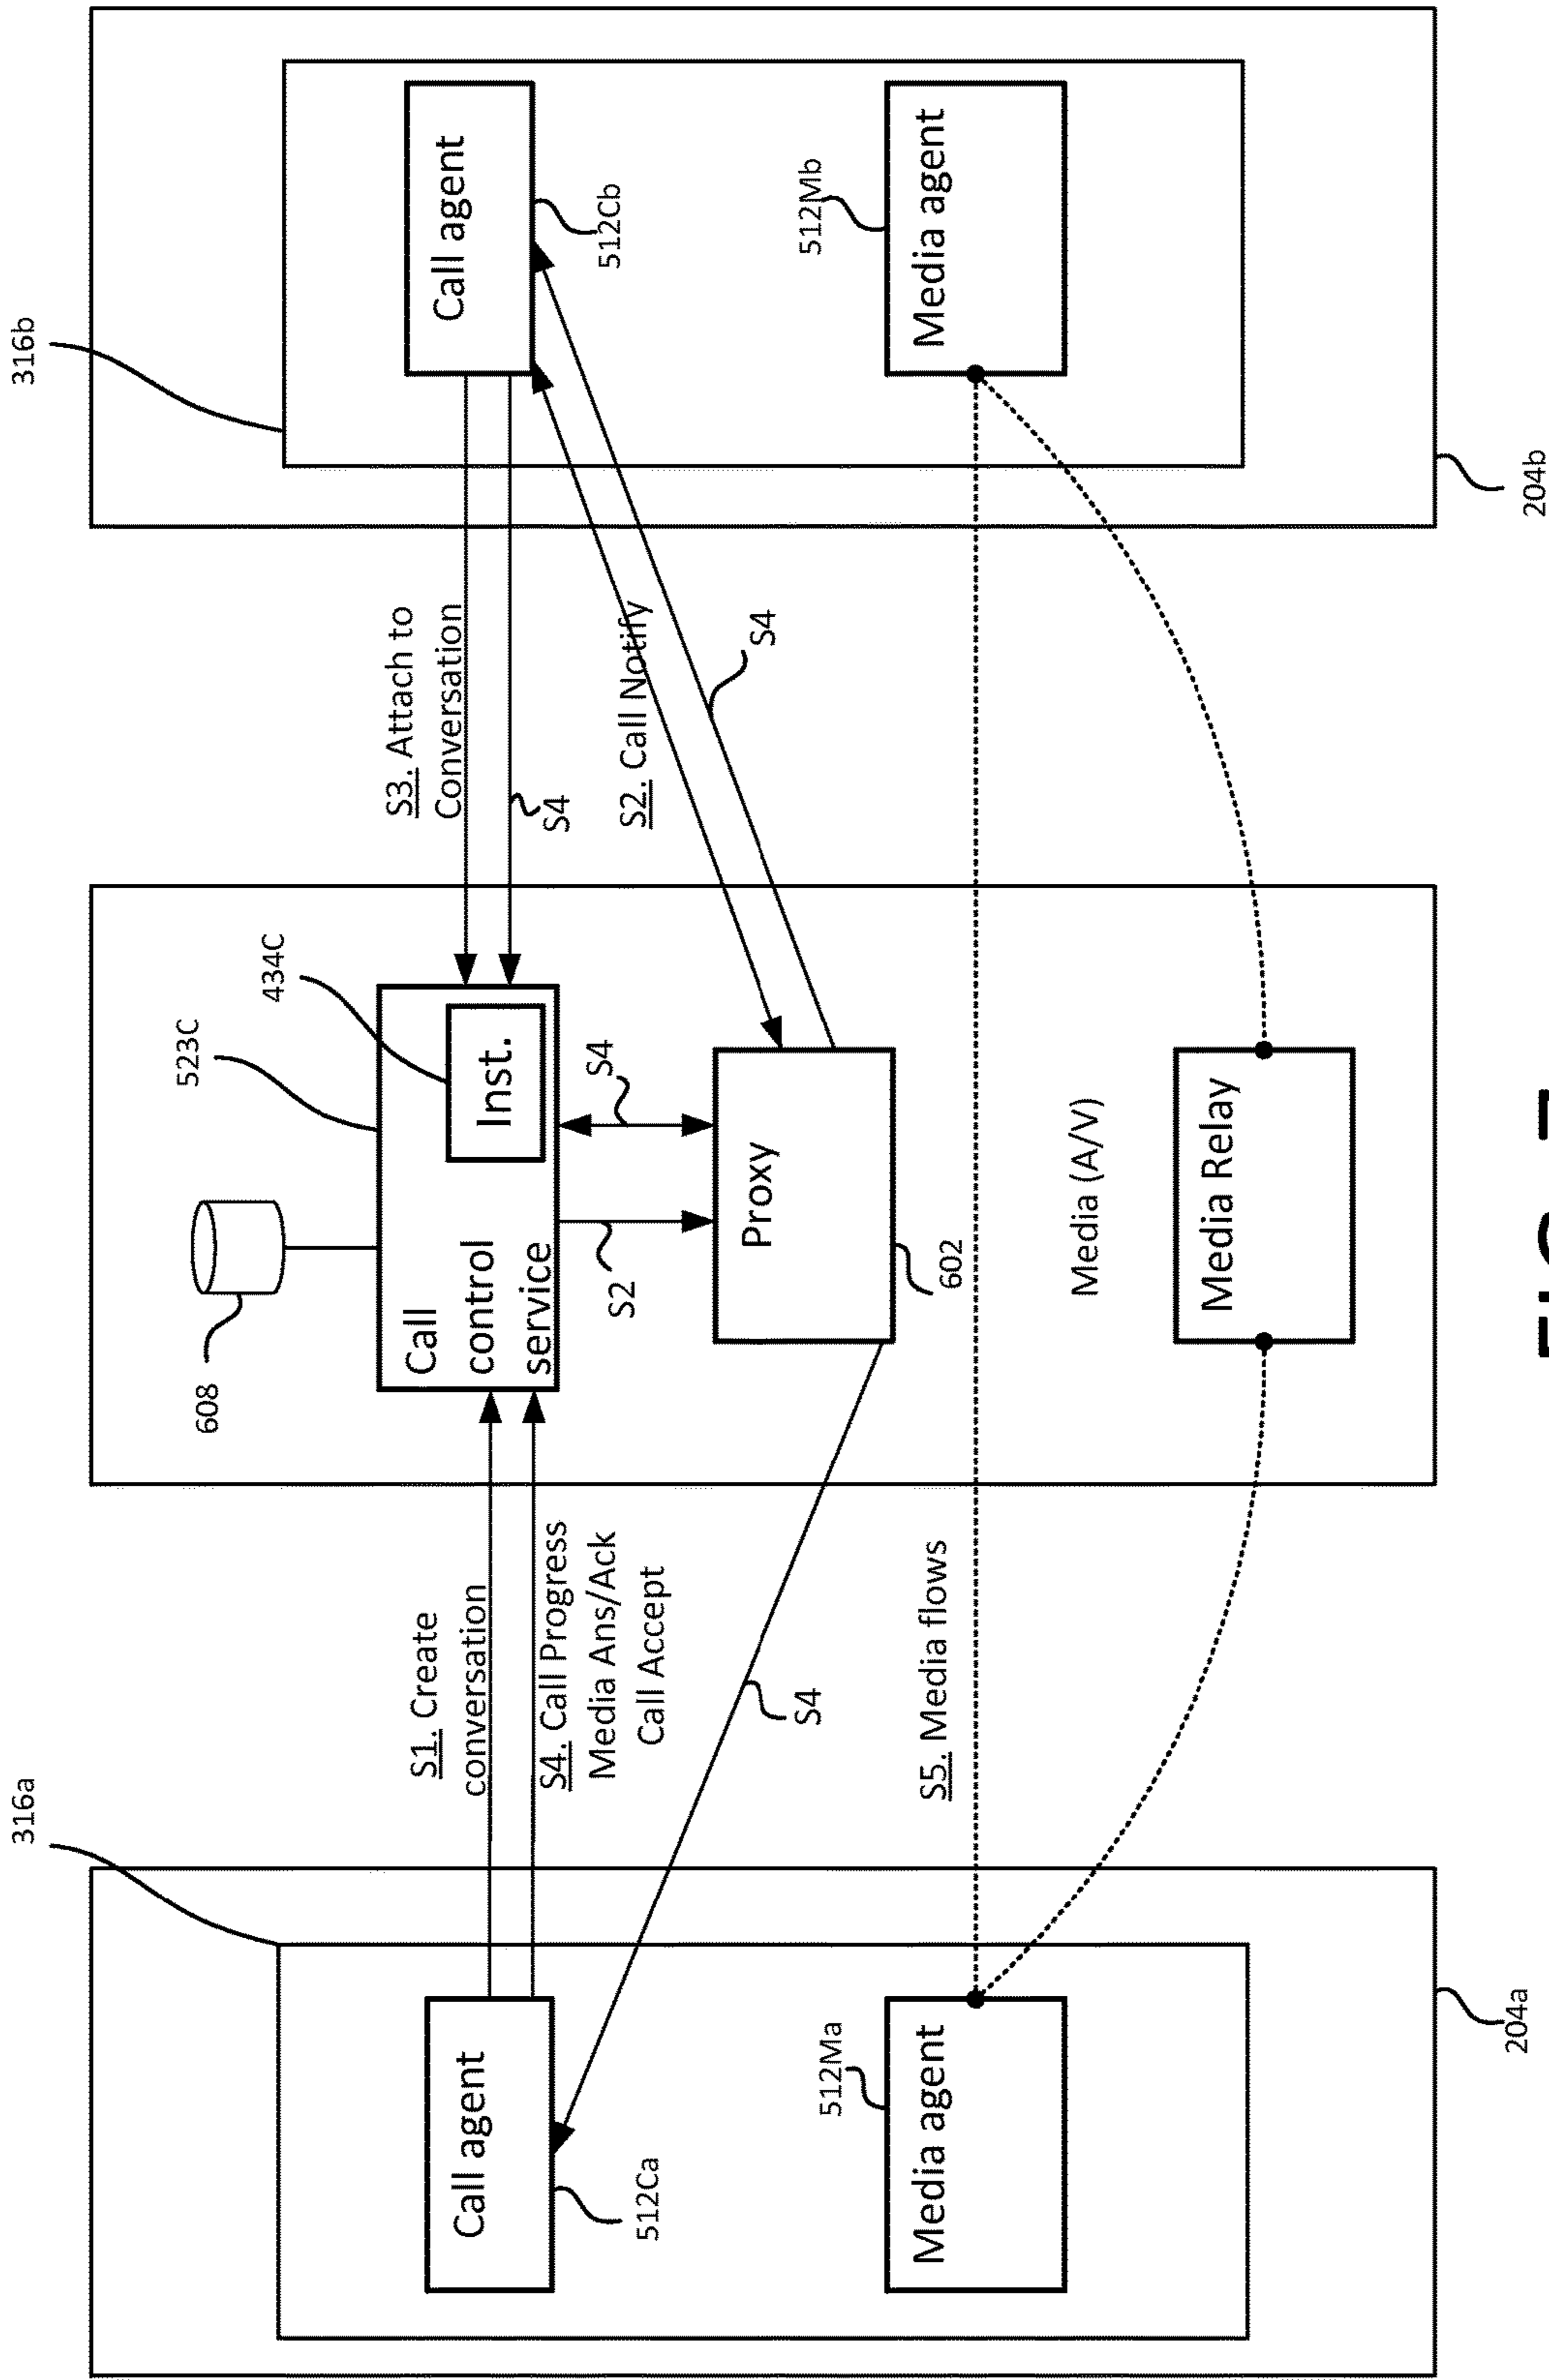 316a
316b
608
523C
434C
Call agent
512Ca
S1. Create
conversation
S4. Call Progress
Media Ans/Ack
Call Accept
Call
control
service
Inst.
S3. Attach to
Conversation
S4
Call agent
512Cb
S2
S4
S2. Call Notify
S4
S4
Proxy
602
512Ma
Media agent
S5. Media flows
Media (A/V)
Media Relay
512Mb
Media agent
204a
204b